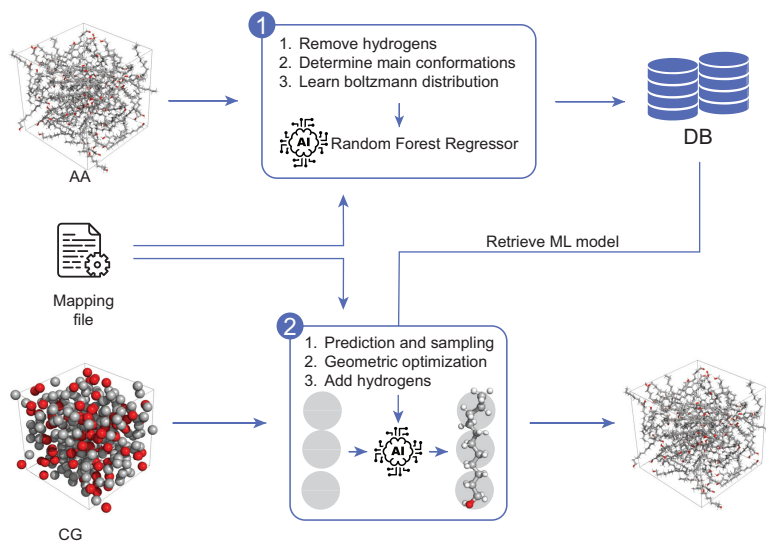 1
1. Remove hydrogens
2. Determine main conformations
3. Learn boltzmann distribution
AI
Random Forest Regressor
AA
DB
Mapping
file
Retrieve ML model
2
1. Prediction and sampling
2. Geometric optimization
3. Add hydrogens
AI
CG